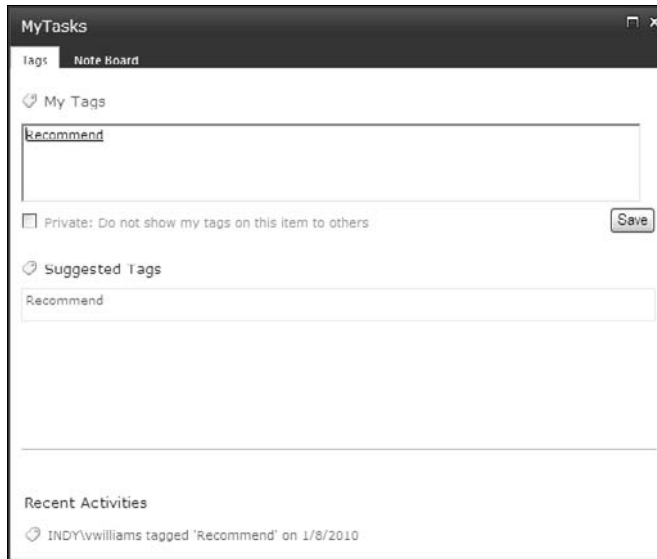 MyTasks
Tags Note Board
My Tags
Recommend
Private: Do not show my tags on this item to others
Save
Suggested Tags
Recommend
Recent Activities
INDY\vwilliams tagged 'Recommend' on 1/8/2010